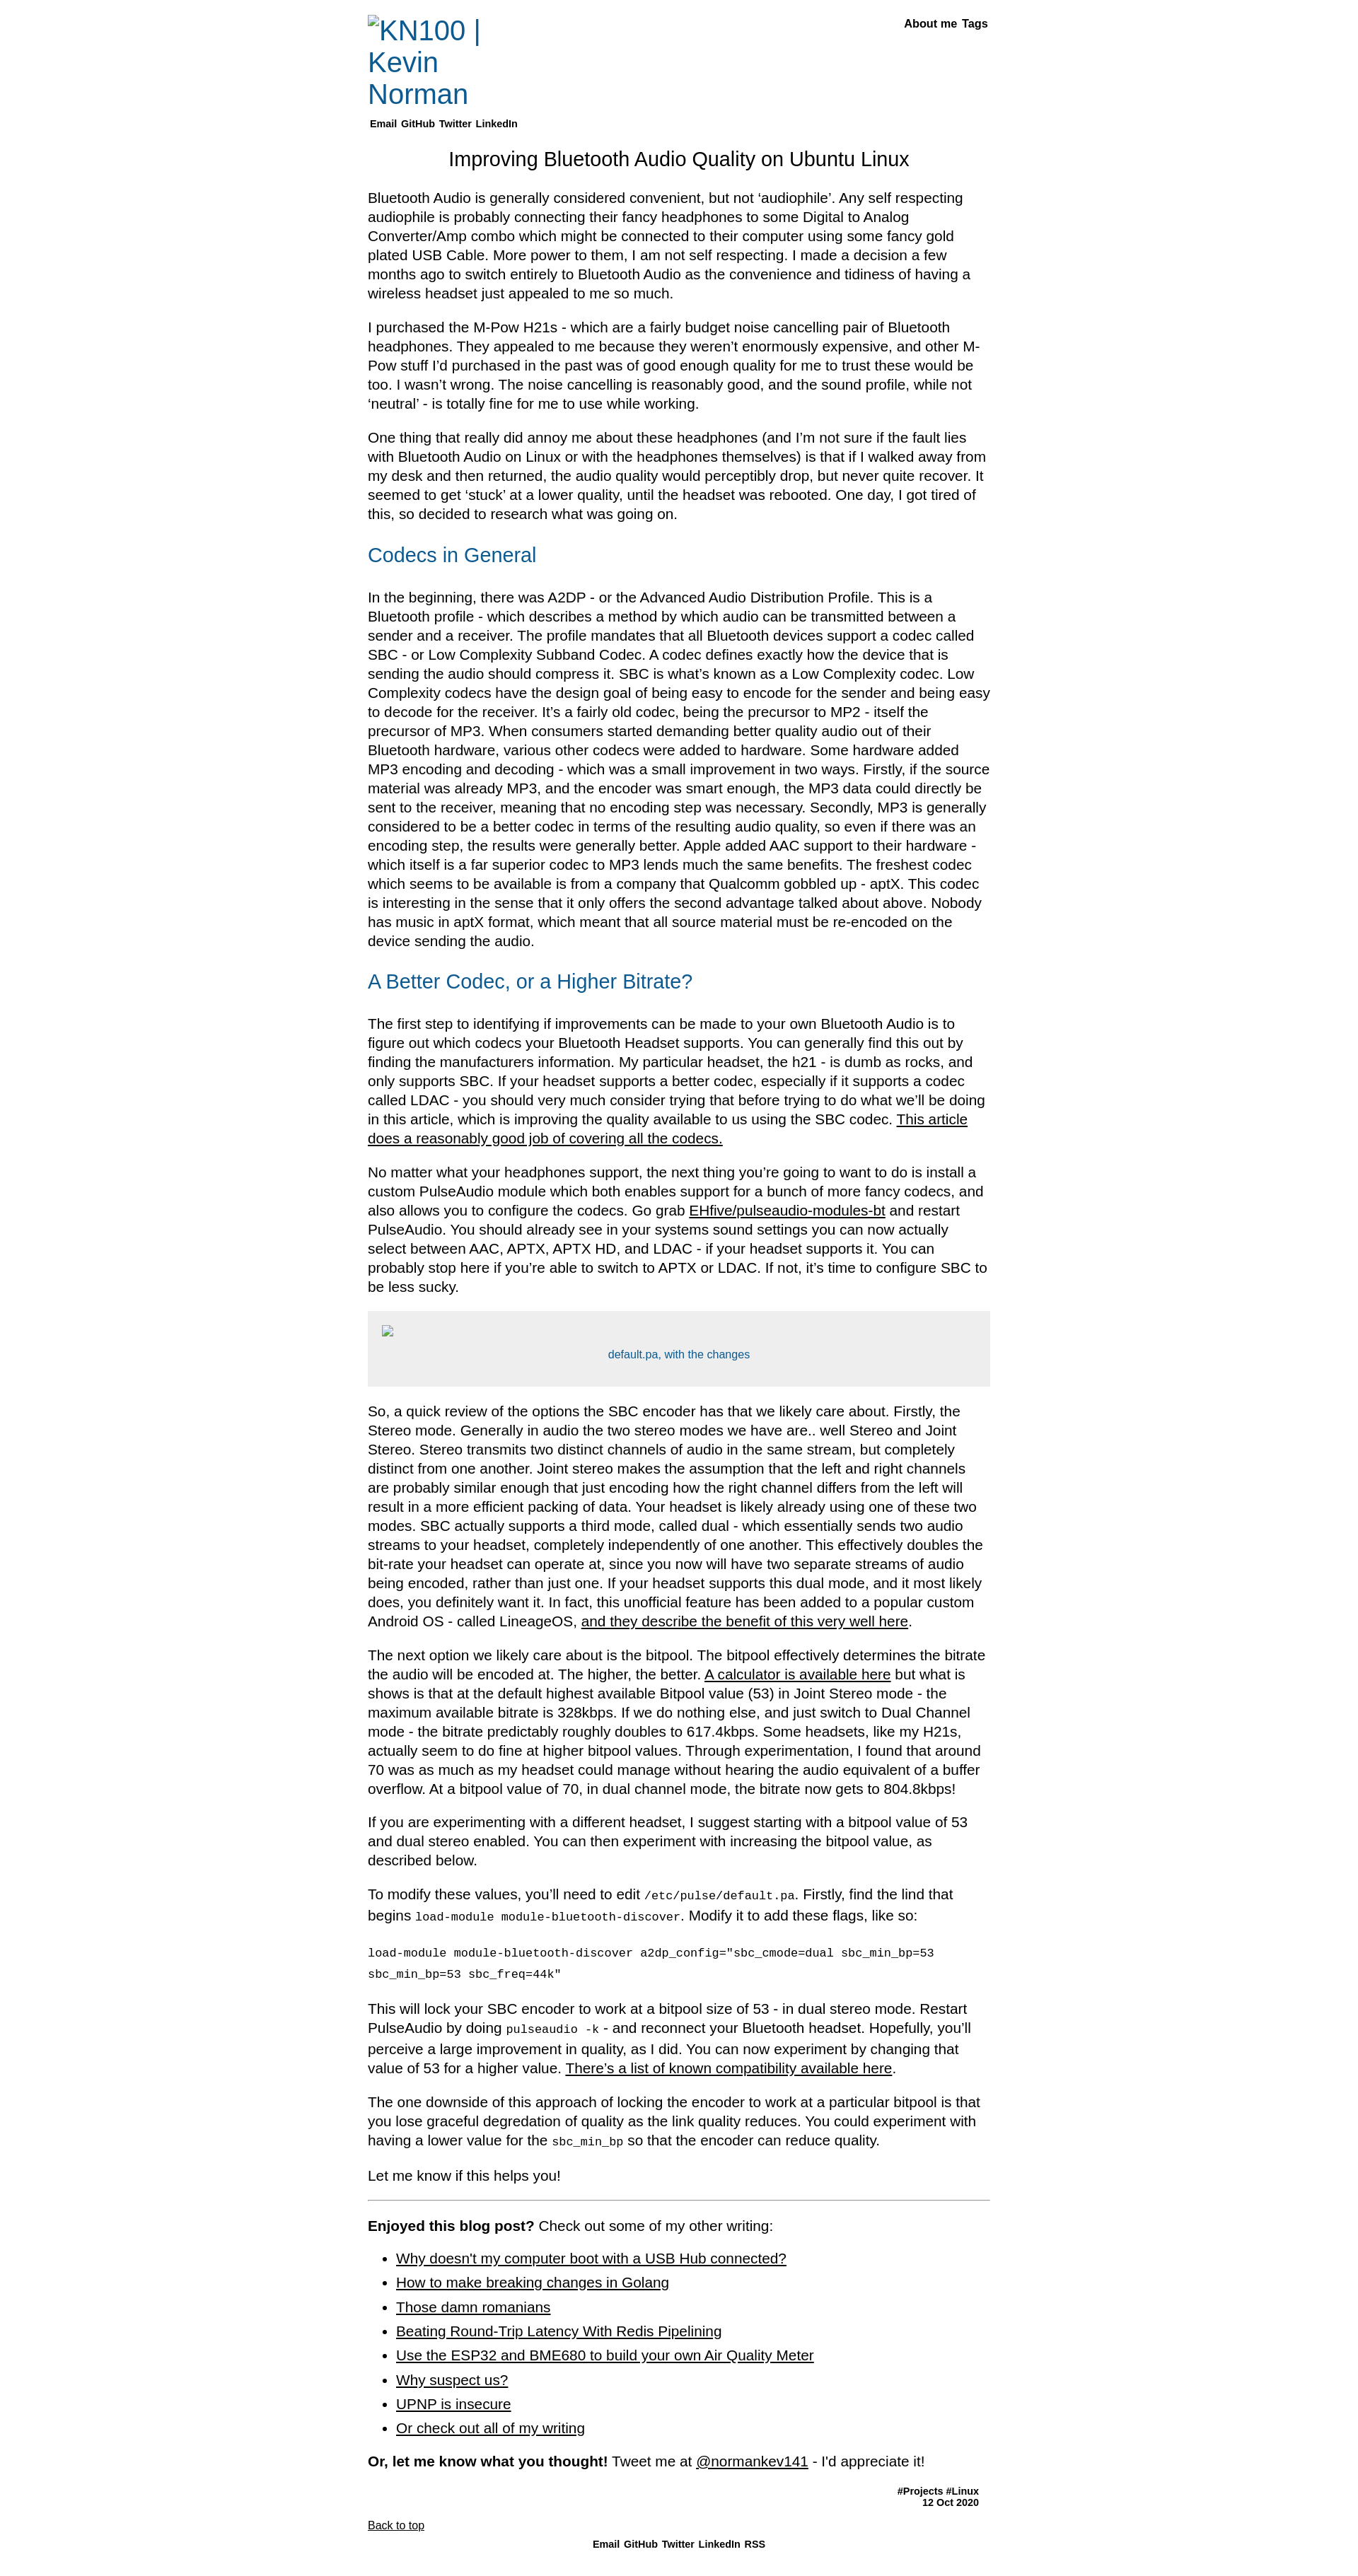 KN100 |
Kevin
Norman
About me Tags
Email GitHub Twitter LinkedIn
Improving Bluetooth Audio Quality on Ubuntu Linux
Bluetooth Audio is generally considered convenient, but not ‘audiophile’. Any self respecting
audiophile is probably connecting their fancy headphones to some Digital to Analog
Converter/Amp combo which might be connected to their computer using some fancy gold
plated USB Cable. More power to them, I am not self respecting. I made a decision a few
months ago to switch entirely to Bluetooth Audio as the convenience and tidiness of having a
wireless headset just appealed to me so much.
I purchased the M-Pow H21s - which are a fairly budget noise cancelling pair of Bluetooth
headphones. They appealed to me because they weren’t enormously expensive, and other M-
Pow stuff I’d purchased in the past was of good enough quality for me to trust these would be
too. I wasn’t wrong. The noise cancelling is reasonably good, and the sound profile, while not
‘neutral’ - is totally fine for me to use while working.
One thing that really did annoy me about these headphones (and I’m not sure if the fault lies
with Bluetooth Audio on Linux or with the headphones themselves) is that if I walked away from
my desk and then returned, the audio quality would perceptibly drop, but never quite recover. It
seemed to get ‘stuck’ at a lower quality, until the headset was rebooted. One day, I got tired of
this, so decided to research what was going on.
Codecs in General
In the beginning, there was A2DP - or the Advanced Audio Distribution Profile. This is a
Bluetooth profile - which describes a method by which audio can be transmitted between a
sender and a receiver. The profile mandates that all Bluetooth devices support a codec called
SBC - or Low Complexity Subband Codec. A codec defines exactly how the device that is
sending the audio should compress it. SBC is what’s known as a Low Complexity codec. Low
Complexity codecs have the design goal of being easy to encode for the sender and being easy
to decode for the receiver. It’s a fairly old codec, being the precursor to MP2 - itself the
precursor of MP3. When consumers started demanding better quality audio out of their
Bluetooth hardware, various other codecs were added to hardware. Some hardware added
MP3 encoding and decoding - which was a small improvement in two ways. Firstly, if the source
material was already MP3, and the encoder was smart enough, the MP3 data could directly be
sent to the receiver, meaning that no encoding step was necessary. Secondly, MP3 is generally
considered to be a better codec in terms of the resulting audio quality, so even if there was an
encoding step, the results were generally better. Apple added AAC support to their hardware -
which itself is a far superior codec to MP3 lends much the same benefits. The freshest codec
which seems to be available is from a company that Qualcomm gobbled up - aptX. This codec
is interesting in the sense that it only offers the second advantage talked about above. Nobody
has music in aptX format, which meant that all source material must be re-encoded on the
device sending the audio.
A Better Codec, or a Higher Bitrate?
The first step to identifying if improvements can be made to your own Bluetooth Audio is to
figure out which codecs your Bluetooth Headset supports. You can generally find this out by
finding the manufacturers information. My particular headset, the h21 - is dumb as rocks, and
only supports SBC. If your headset supports a better codec, especially if it supports a codec
called LDAC - you should very much consider trying that before trying to do what we’ll be doing
in this article, which is improving the quality available to us using the SBC codec. This article
does a reasonably good job of covering all the codecs.
No matter what your headphones support, the next thing you’re going to want to do is install a
custom PulseAudio module which both enables support for a bunch of more fancy codecs, and
also allows you to configure the codecs. Go grab EHfive/pulseaudio-modules-bt and restart
PulseAudio. You should already see in your systems sound settings you can now actually
select between AAC, APTX, APTX HD, and LDAC - if your headset supports it. You can
probably stop here if you’re able to switch to APTX or LDAC. If not, it’s time to configure SBC to
be less sucky.
default.pa, with the changes
So, a quick review of the options the SBC encoder has that we likely care about. Firstly, the
Stereo mode. Generally in audio the two stereo modes we have are.. well Stereo and Joint
Stereo. Stereo transmits two distinct channels of audio in the same stream, but completely
distinct from one another. Joint stereo makes the assumption that the left and right channels
are probably similar enough that just encoding how the right channel differs from the left will
result in a more efficient packing of data. Your headset is likely already using one of these two
modes. SBC actually supports a third mode, called dual - which essentially sends two audio
streams to your headset, completely independently of one another. This effectively doubles the
bit-rate your headset can operate at, since you now will have two separate streams of audio
being encoded, rather than just one. If your headset supports this dual mode, and it most likely
does, you definitely want it. In fact, this unofficial feature has been added to a popular custom
Android OS - called LineageOS, and they describe the benefit of this very well here.
The next option we likely care about is the bitpool. The bitpool effectively determines the bitrate
the audio will be encoded at. The higher, the better. A calculator is available here but what is
shows is that at the default highest available Bitpool value (53) in Joint Stereo mode - the
maximum available bitrate is 328kbps. If we do nothing else, and just switch to Dual Channel
mode - the bitrate predictably roughly doubles to 617.4kbps. Some headsets, like my H21s,
actually seem to do fine at higher bitpool values. Through experimentation, I found that around
70 was as much as my headset could manage without hearing the audio equivalent of a buffer
overflow. At a bitpool value of 70, in dual channel mode, the bitrate now gets to 804.8kbps!
If you are experimenting with a different headset, I suggest starting with a bitpool value of 53
and dual stereo enabled. You can then experiment with increasing the bitpool value, as
described below.
To modify these values, you’ll need to edit /etc/pulse/default.pa. Firstly, find the lind that
begins load-module module-bluetooth-discover. Modify it to add these flags, like so:
load-module module-bluetooth-discover a2dp_config="sbc_cmode=dual sbc_min_bp=53
sbc_min_bp=53 sbc_freq=44k"
This will lock your SBC encoder to work at a bitpool size of 53 - in dual stereo mode. Restart
PulseAudio by doing pulseaudio -k - and reconnect your Bluetooth headset. Hopefully, you’ll
perceive a large improvement in quality, as I did. You can now experiment by changing that
value of 53 for a higher value. There’s a list of known compatibility available here.
The one downside of this approach of locking the encoder to work at a particular bitpool is that
you lose graceful degredation of quality as the link quality reduces. You could experiment with
having a lower value for the sbc_min_bp so that the encoder can reduce quality.
Let me know if this helps you!
Enjoyed this blog post? Check out some of my other writing:
• Why doesn't my computer boot with a USB Hub connected?
• How to make breaking changes in Golang
• Those damn romanians
• Beating Round-Trip Latency With Redis Pipelining
• Use the ESP32 and BME680 to build your own Air Quality Meter
• Why suspect us?
• UPNP is insecure
• Or check out all of my writing
Or, let me know what you thought! Tweet me at @normankev141 - I'd appreciate it!
#Projects #Linux
12 Oct 2020
Back to top
Email GitHub Twitter LinkedIn RSS